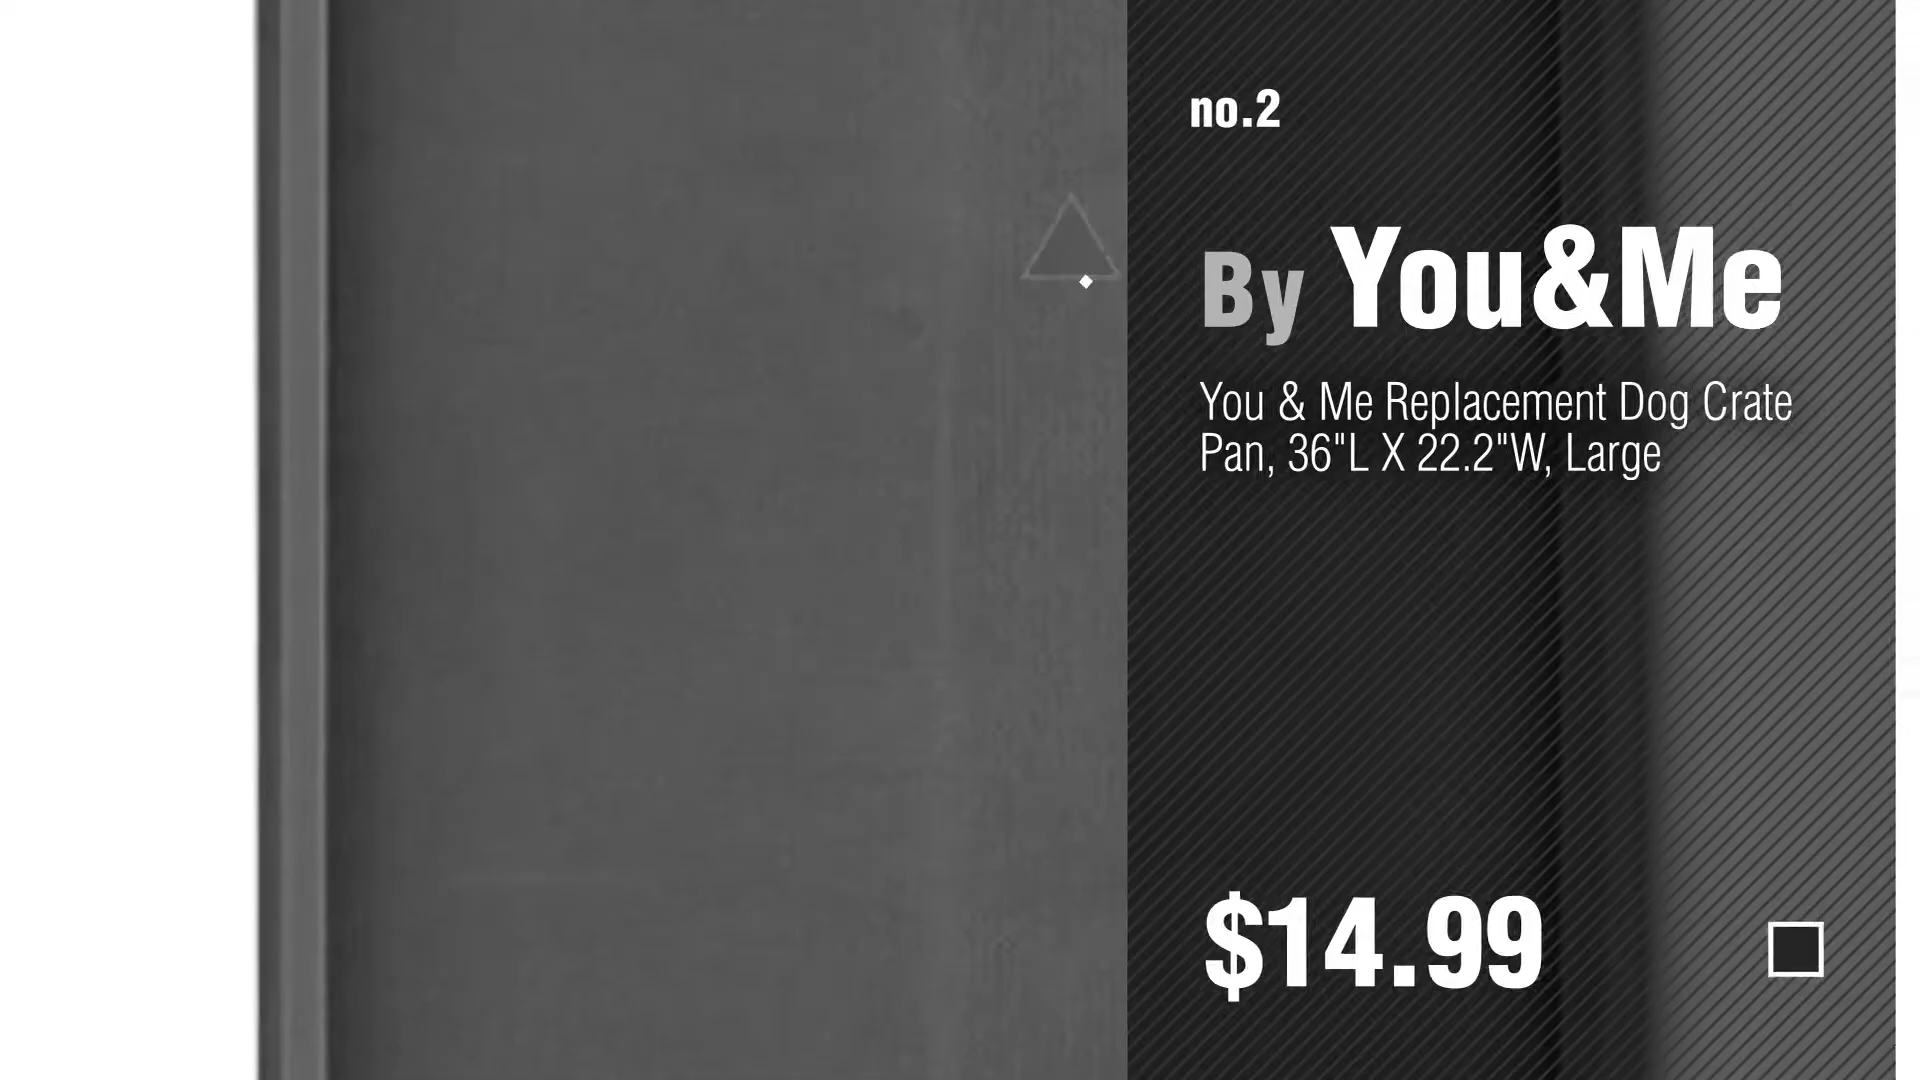 no.2
By You&Me
You & Me Replacement Dog Crate
Pan, 36"L X 22.2"W, Large
$14.99